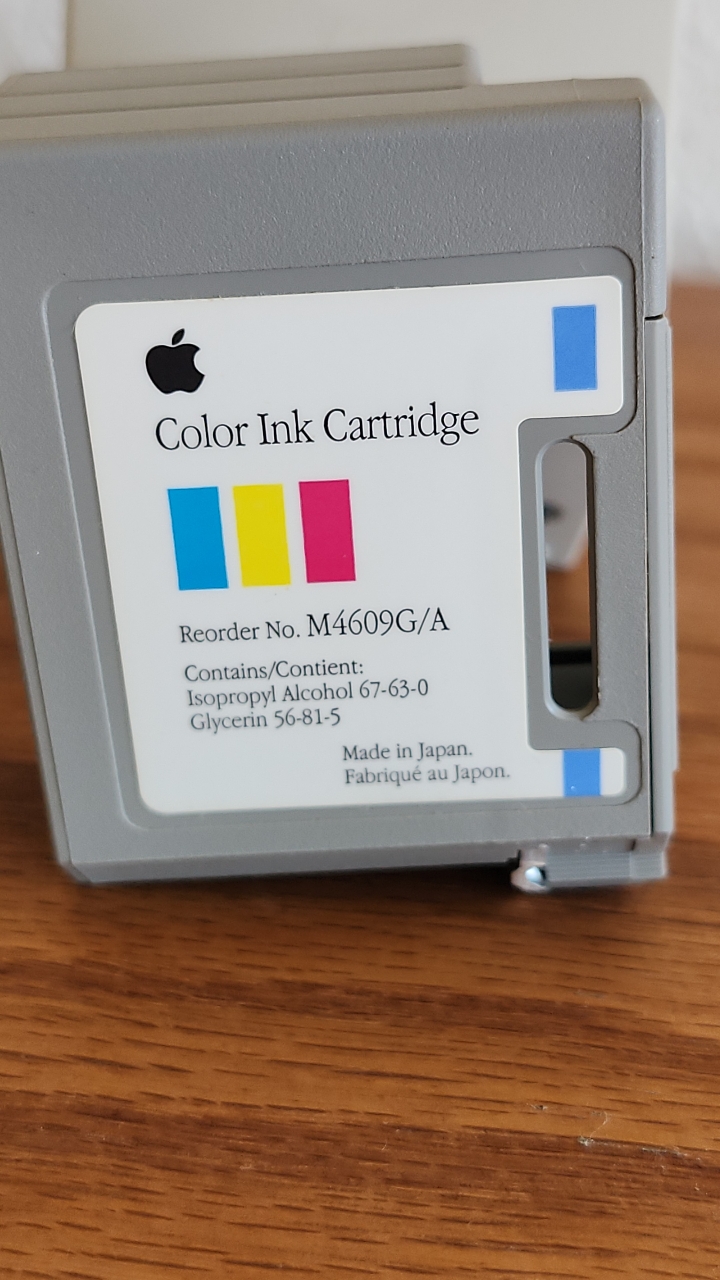 Color Ink Cartridge
Reorder No. M4609G/A
Contains/Contient:
Isopropyl Alcohol 67-63-0
Glycerin 56-81-5
Made in Japan.
Fabriqué au Japon.